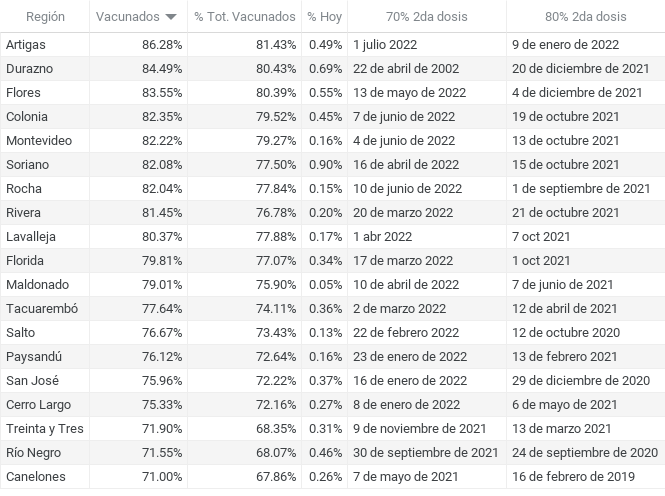 Región Vacunados % Tot. Vacunados % Hoy 70% 2da dosis 80% 2da dosis
Artigas 86.28% 81.43% 0.49% 1 julio 2022 9 de enero de 2022
Durazno 84.49% 80.43% 0.69% 22 de abril de 2002 20 de diciembre de 2021
Flores 83.55% 80.39% 0.55% 13 de mayo de 2022 4 de diciembre de 2021
Colonia 82.35% 79.52% 0.45% 7 de junio de 2022 19 de octubre 2021
Montevideo 82.22% 79.27% 0.16% 4 de junio de 2022 13 de octubre 2021
Soriano 82.08% 77.50% 0.90% 16 de abril de 2022 15 de octubre 2021
Rocha 82.04% 77.84% 0.15% 10 de junio de 2022 1 de septiembre de 2021
Rivera 81.45% 76.78% 0.20% 20 de marzo 2022 21 de octubre 2021
Lavalleja 80.37% 77.88% 0.17% 1 abr 2022 7 oct 2021
Florida 79.81% 77.07% 0.34% 17 de marzo de 2022 1 oct 2021
Maldonado 79.01% 75.90% 0.05% 10 de abril de 2022 7 de junio de 2021
Tacuarembó 77.64% 74.11% 0.36% 2 de marzo de 2022 12 de abril de 2021
Salto 76.67% 73.43% 0.13% 22 de febrero 2022 12 de octubre 2020
Paysandú 76.12% 72.64% 0.16% 23 de enero de 2022 13 de febrero 2021
San José 75.96% 72.22% 0.37% 16 de enero de 2022 29 de diciembre de 2020
Cerro Largo 75.33% 72.16% 0.27% 8 de enero de 2022 6 de mayo de 2021
Treinta y Tres 71.90% 68.35% 0.31% 9 de noviembre de 2021 13 de marzo 2021
Río Negro 71.55% 68.07% 0.46% 30 de septiembre de 2021 24 de septiembre de 2020
Canelones 71.00% 67.86% 0.26% 7 de mayo de 2021 16 de febrero de 2019